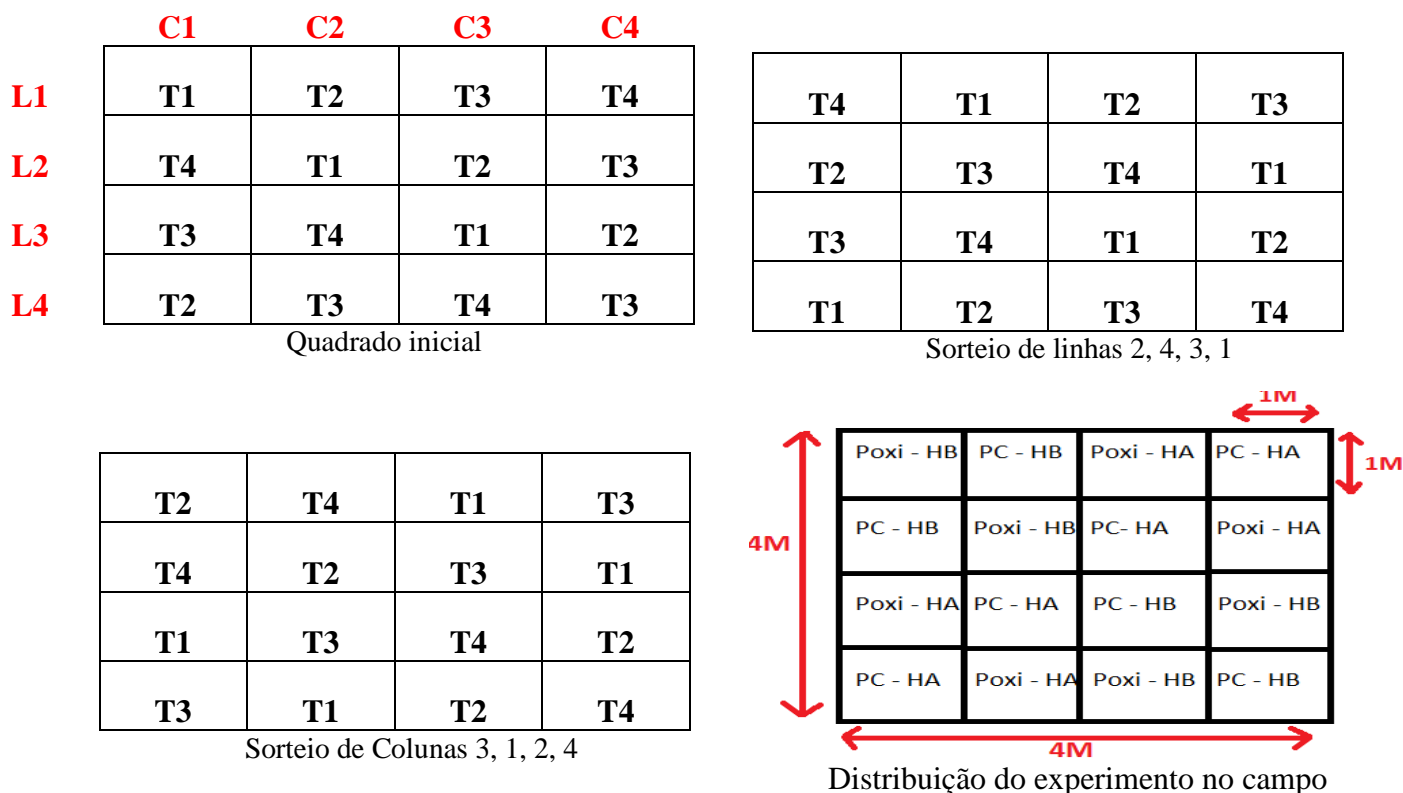 C1 C2 C3 C4
L1 T1 T2 T3 T4
L2 T4 T1 T2 T3
L3 T3 T4 T1 T2
L4 T2 T3 T4 T3
Quadrado inicial
T4 T1 T2 T3
T2 T3 T4 T1
T3 T4 T1 T2
T1 T2 T3 T4
Sorteio de linhas 2, 4, 3, 1
T2 T4 T1 T3
T4 T2 T3 T1
T1 T3 T4 T2
T3 T1 T2 T4
Sorteio de Colunas 3, 1, 2, 4
1M
Poxi - HB PC - HB Poxi - HA PC - HA
1M
PC - HB Poxi - HB PC- HA Poxi - HA
4M
Poxi - HA PC - HA PC - HB Poxi - HB
PC - HA Poxi - HA Poxi - HB PC - HB
4M
Distribuição do experimento no campo